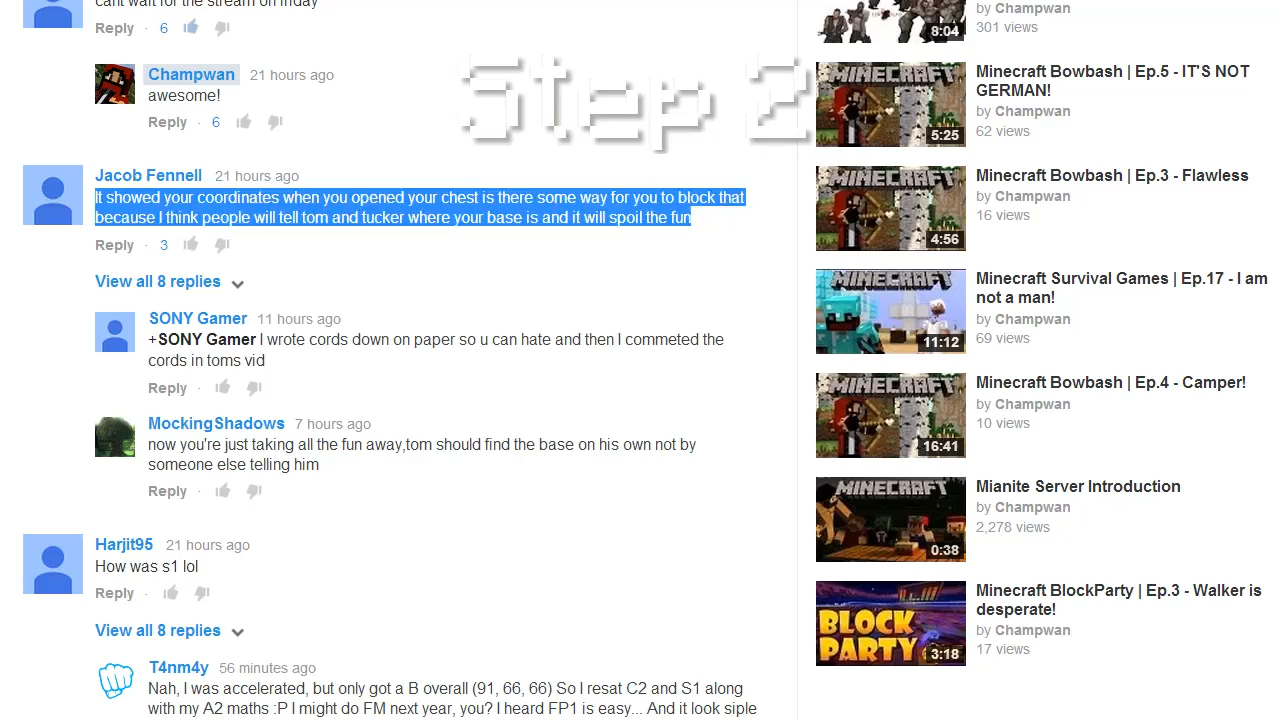 cant wait for the stream on friday
Reply · 6
Step 2
Champwan 21 hours ago
awesome!
Reply · 6
Jacob Fennell 21 hours ago
It showed your coordinates when you opened your chest is there some way for you to block that
because I think people will tell tom and tucker where your base is and it will spoil the fun
Reply · 3
View all 8 replies
SONY Gamer 11 hours ago
+SONY Gamer I wrote cords down on paper so u can hate and then I commeted the
cords in toms vid
Reply ·
MockingShadows 7 hours ago
now you're just taking all the fun away,tom should find the base on his own not by
someone else telling him
Reply ·
Harjit95 21 hours ago
How was s1 lol
Reply ·
View all 8 replies
T4nm4y 56 minutes ago
Nah, I was accelerated, but only got a B overall (91, 66, 66) So I resat C2 and S1 along
with my A2 maths :P I might do FM next year, you? I heard FP1 is easy... And it look siple
8:04
by Champwan
301 views
MINECRAFT
5:25
Minecraft Bowbash | Ep.5 - IT'S NOT
GERMAN!
by Champwan
62 views
MINECRAFT
4:56
Minecraft Bowbash | Ep.3 - Flawless
by Champwan
16 views
MINECRAFT
11:12
Minecraft Survival Games | Ep.17 - I am
not a man!
by Champwan
69 views
MINECRAFT
16:41
Minecraft Bowbash | Ep.4 - Camper!
by Champwan
10 views
MINECRAFT
0:38
Mianite Server Introduction
by Champwan
2,278 views
BLOCK
PARTY
3:18
Minecraft BlockParty | Ep.3 - Walker is
desperate!
by Champwan
17 views